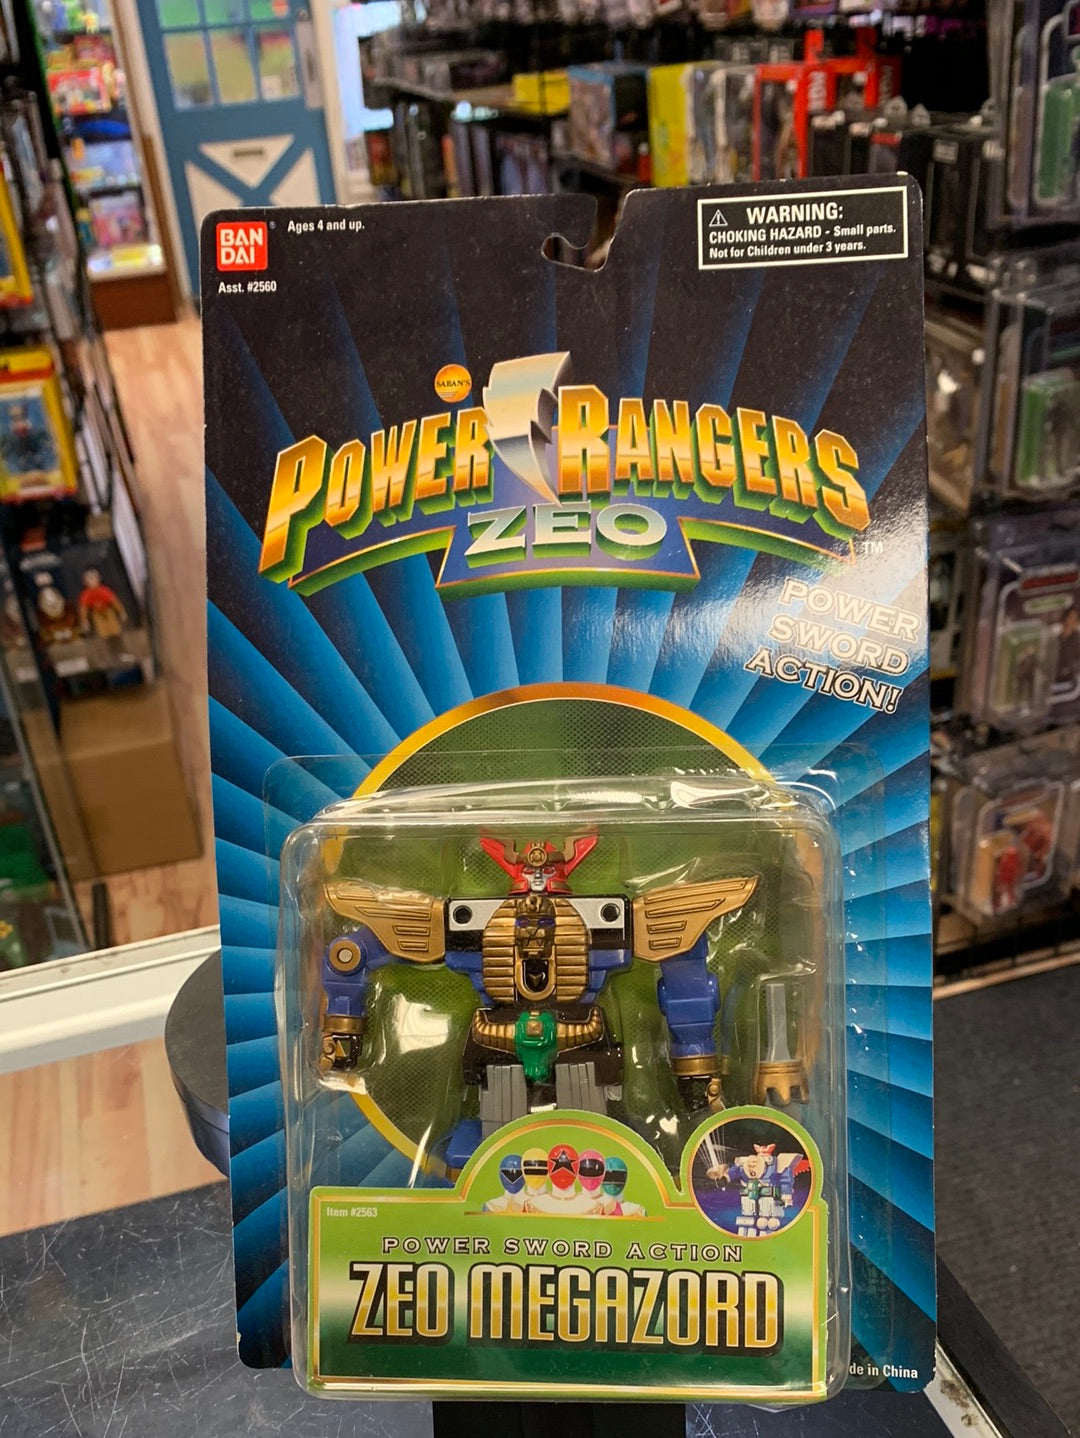 BAN
DAI
®
Ages 4 and up.
Asst. #2560
WARNING:
CHOKING HAZARD - Small parts.
Not for Children under 3 years.
SABAN'S
POWER RANGERS
ZEO
TM
POWER
SWORD
ACTION!
Item #2563
POWER SWORD ACTION
ZEO MEGAZORD
de in China